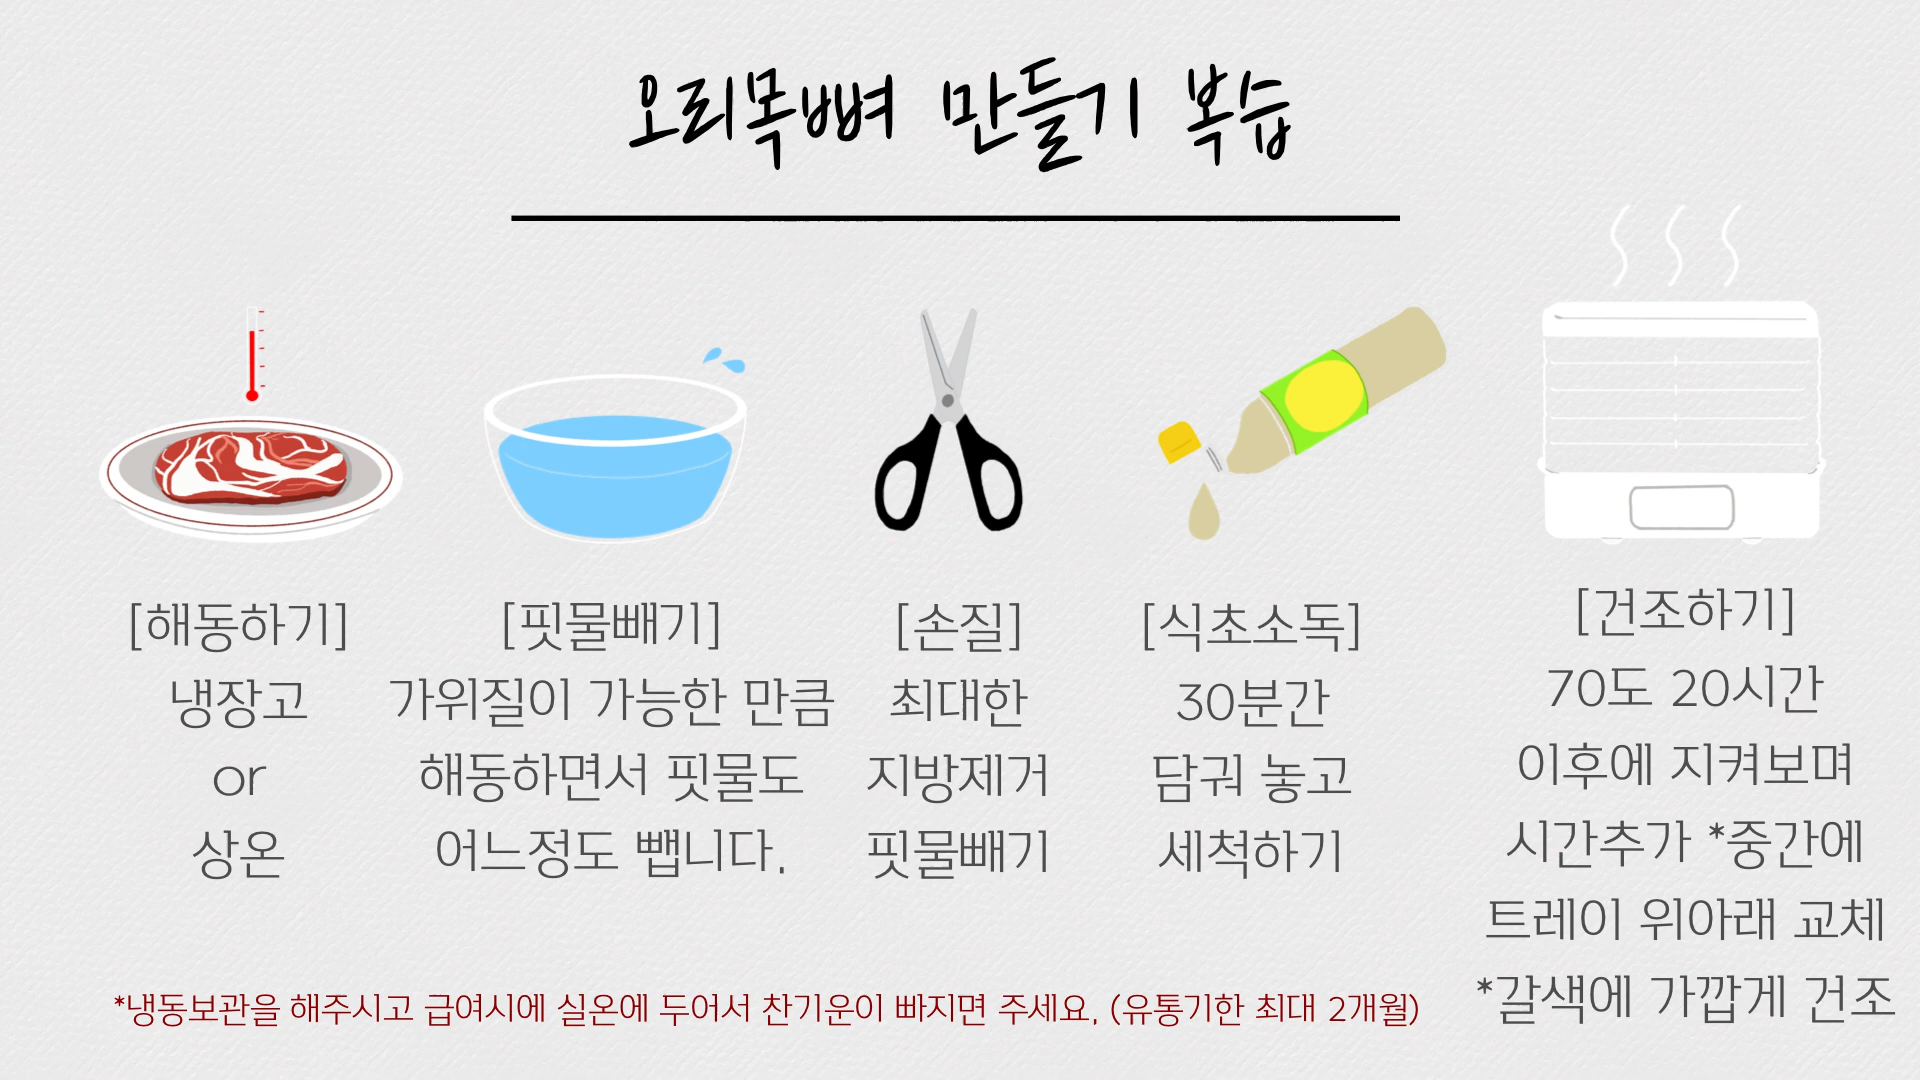 오리목뼈 만들기 복습
[해동하기]
냉장고
or
상온
[핏물빼기]
가위질이 가능한 만큼
해동하면서 핏물도
어느정도 뺍니다.
[손질]
최대한
지방제거
핏물빼기
[식초소독]
30분간
담궈 놓고
세척하기
[건조하기]
70도 20시간
이후에 지켜보며
시간추가 *중간에
트레이 위아래 교체
*갈색에 가깝게 건조
*냉동보관을 해주시고 급여시에 실온에 두어서 찬기운이 빠지면 주세요. (유통기한 최대 2개월)